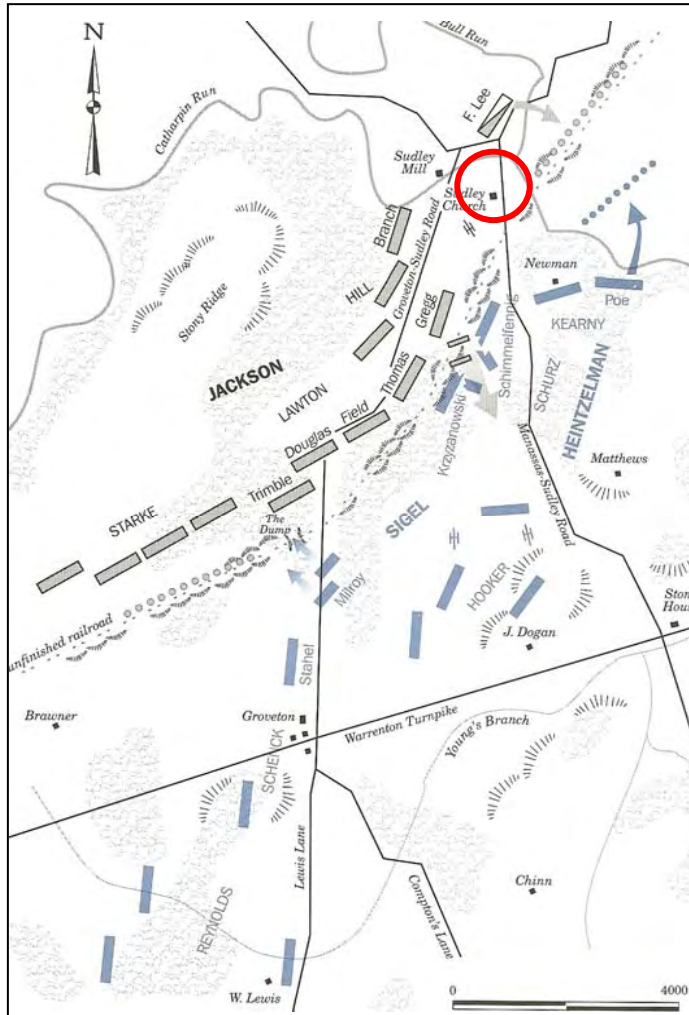 N
Bull Run
Catharpin Run
F. Lee
Sudley
Mill
Sudley
Church
Branch
Groveton-Sudley Road
Newman
Poe
HILL
Stony Ridge
Gregg
Schimmelfennig
KEARNY
JACKSON
SCHURZ
HEINTZELMAN
LAWTON
Thomas
Krzyzanowski
Field
Douglas
Manassas-Sudley Road
Matthews
Trimble
STARKE
SIGEL
The
Dump
Milroy
HOOKER
Ston
Hou
unfinished railroad
Stahel
J. Dogan
Brawner
Groveton
Warrenton Turnpike
Young's Branch
SCHENCK
Lewis Lane
Compton's Lane
Chinn
REYNOLDS
W. Lewis
0
4000